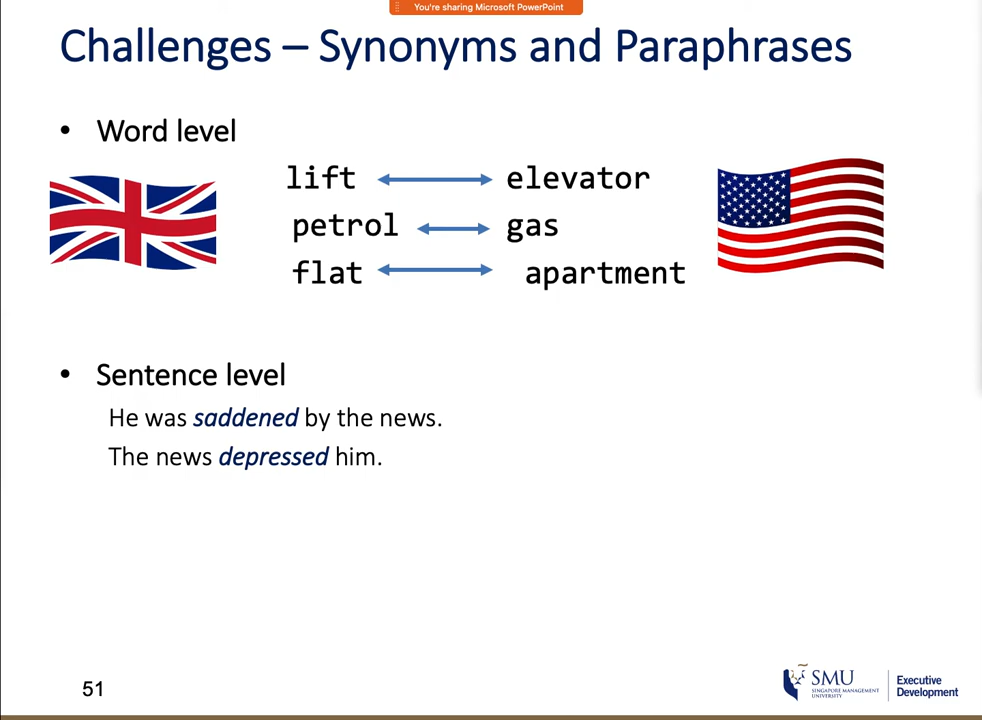 You're sharing Microsoft PowerPoint
Challenges – Synonyms and Paraphrases
• Word level
lift elevator
petrol gas
flat apartment
• Sentence level
He was saddened by the news.
The news depressed him.
51
SMU
SINGAPORE MANAGEMENT
UNIVERSITY
Executive
Development